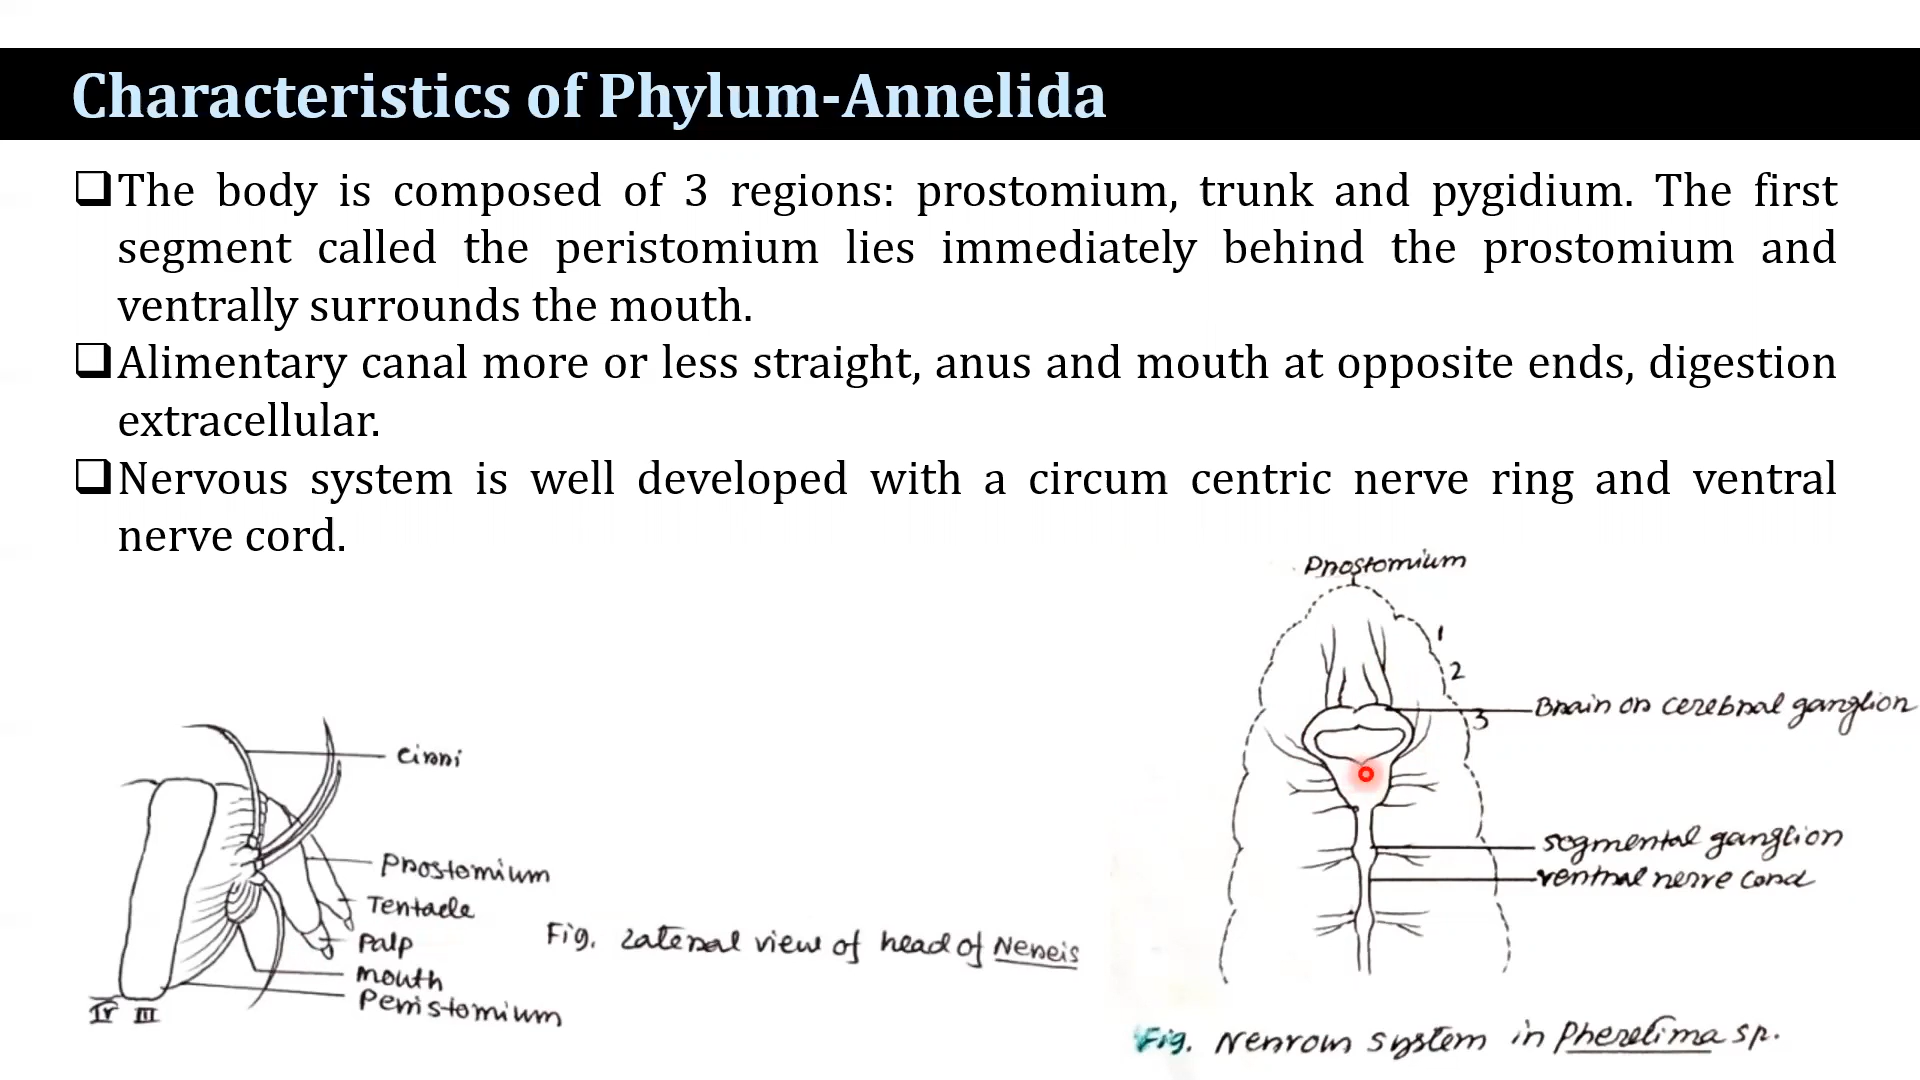 Characteristics of Phylum-Annelida
❑The body is composed of 3 regions: prostomium, trunk and pygidium. The first
segment called the peristomium lies immediately behind the prostomium and
ventrally surrounds the mouth.
❑Alimentary canal more or less straight, anus and mouth at opposite ends, digestion
extracellular.
❑Nervous system is well developed with a circum centric nerve ring and ventral
nerve cord.
Prostomium
1
2
3
Brain or cerebral ganglion
segmental ganglion
ventral nerve cord
Fig. Nervous system in Pheretima sp.
cirri
Prostomium
Tentacle
Palp
mouth
Peristomium
IV III
Fig. Lateral view of head of Nereis